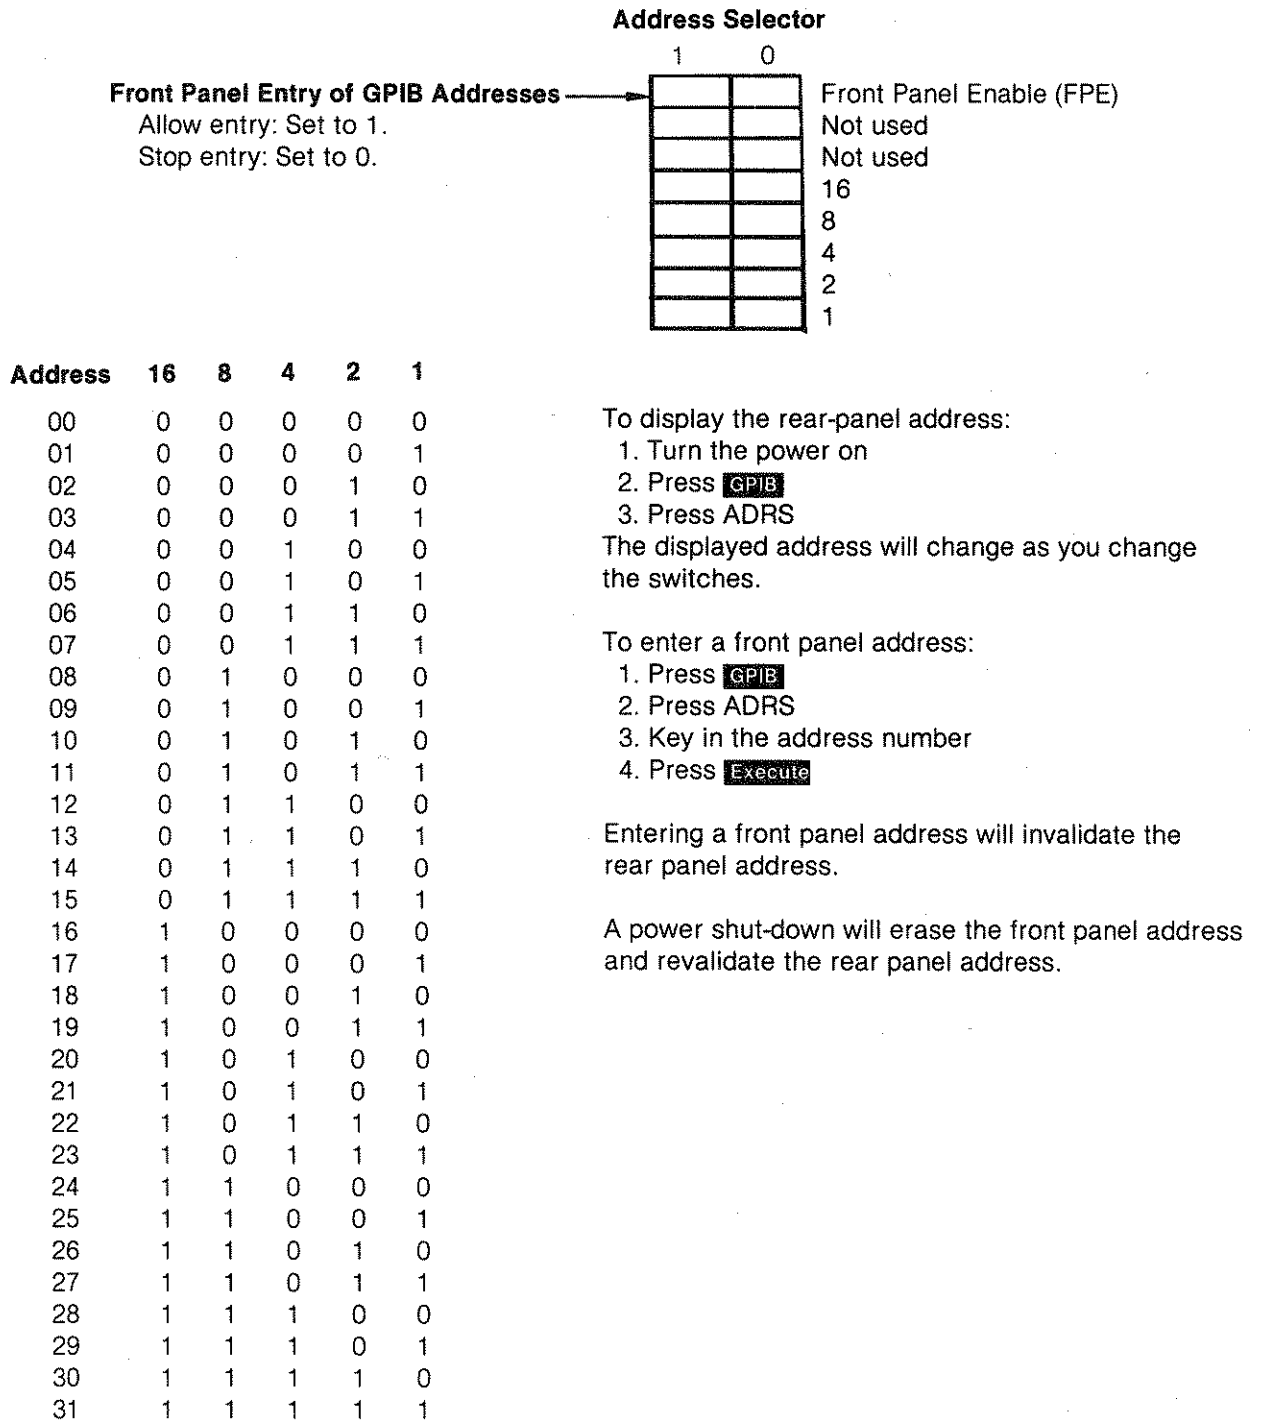 Address Selector
1 0
Front Panel Entry of GPIB Addresses
Allow entry: Set to 1.
Stop entry: Set to 0.
Front Panel Enable (FPE)
Not used
Not used
16
8
4
2
1
Address 16 8 4 2 1
00 0 0 0 0 0
01 0 0 0 0 1
02 0 0 0 1 0
03 0 0 0 1 1
04 0 0 1 0 0
05 0 0 1 0 1
06 0 0 1 1 0
07 0 0 1 1 1
08 0 1 0 0 0
09 0 1 0 0 1
10 0 1 0 1 0
11 0 1 0 1 1
12 0 1 1 0 0
13 0 1 1 0 1
14 0 1 1 1 0
15 0 1 1 1 1
16 1 0 0 0 0
17 1 0 0 0 1
18 1 0 0 1 0
19 1 0 0 1 1
20 1 0 1 0 0
21 1 0 1 0 1
22 1 0 1 1 0
23 1 0 1 1 1
24 1 1 0 0 0
25 1 1 0 0 1
26 1 1 0 1 0
27 1 1 0 1 1
28 1 1 1 0 0
29 1 1 1 0 1
30 1 1 1 1 0
31 1 1 1 1 1
To display the rear-panel address:
1. Turn the power on
2. Press GPIB
3. Press ADRS
The displayed address will change as you change
the switches.
To enter a front panel address:
1. Press GPIB
2. Press ADRS
3. Key in the address number
4. Press Execute
Entering a front panel address will invalidate the
rear panel address.
A power shut-down will erase the front panel address
and revalidate the rear panel address.